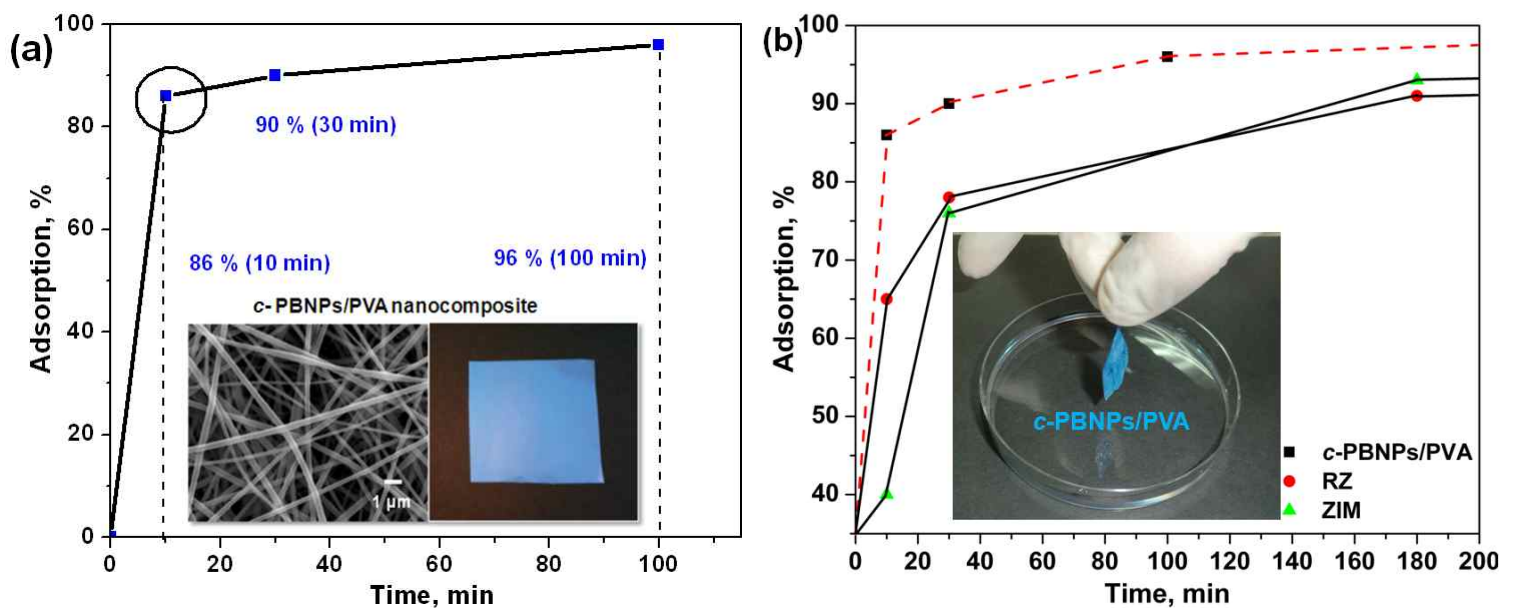 (a)
100
80
60
40
20
0
Adsorption, %
90 % (30 min)
86 % (10 min)
96 % (100 min)
c- PBNPs/PVA nanocomposite
1 µm
0 20 40 60 80 100
Time, min
(b)
100
90
80
70
60
50
40
Adsorption, %
c-PBNPs/PVA
c-PBNPs/PVA
RZ
ZIM
0 20 40 60 80 100 120 140 160 180 200
Time, min